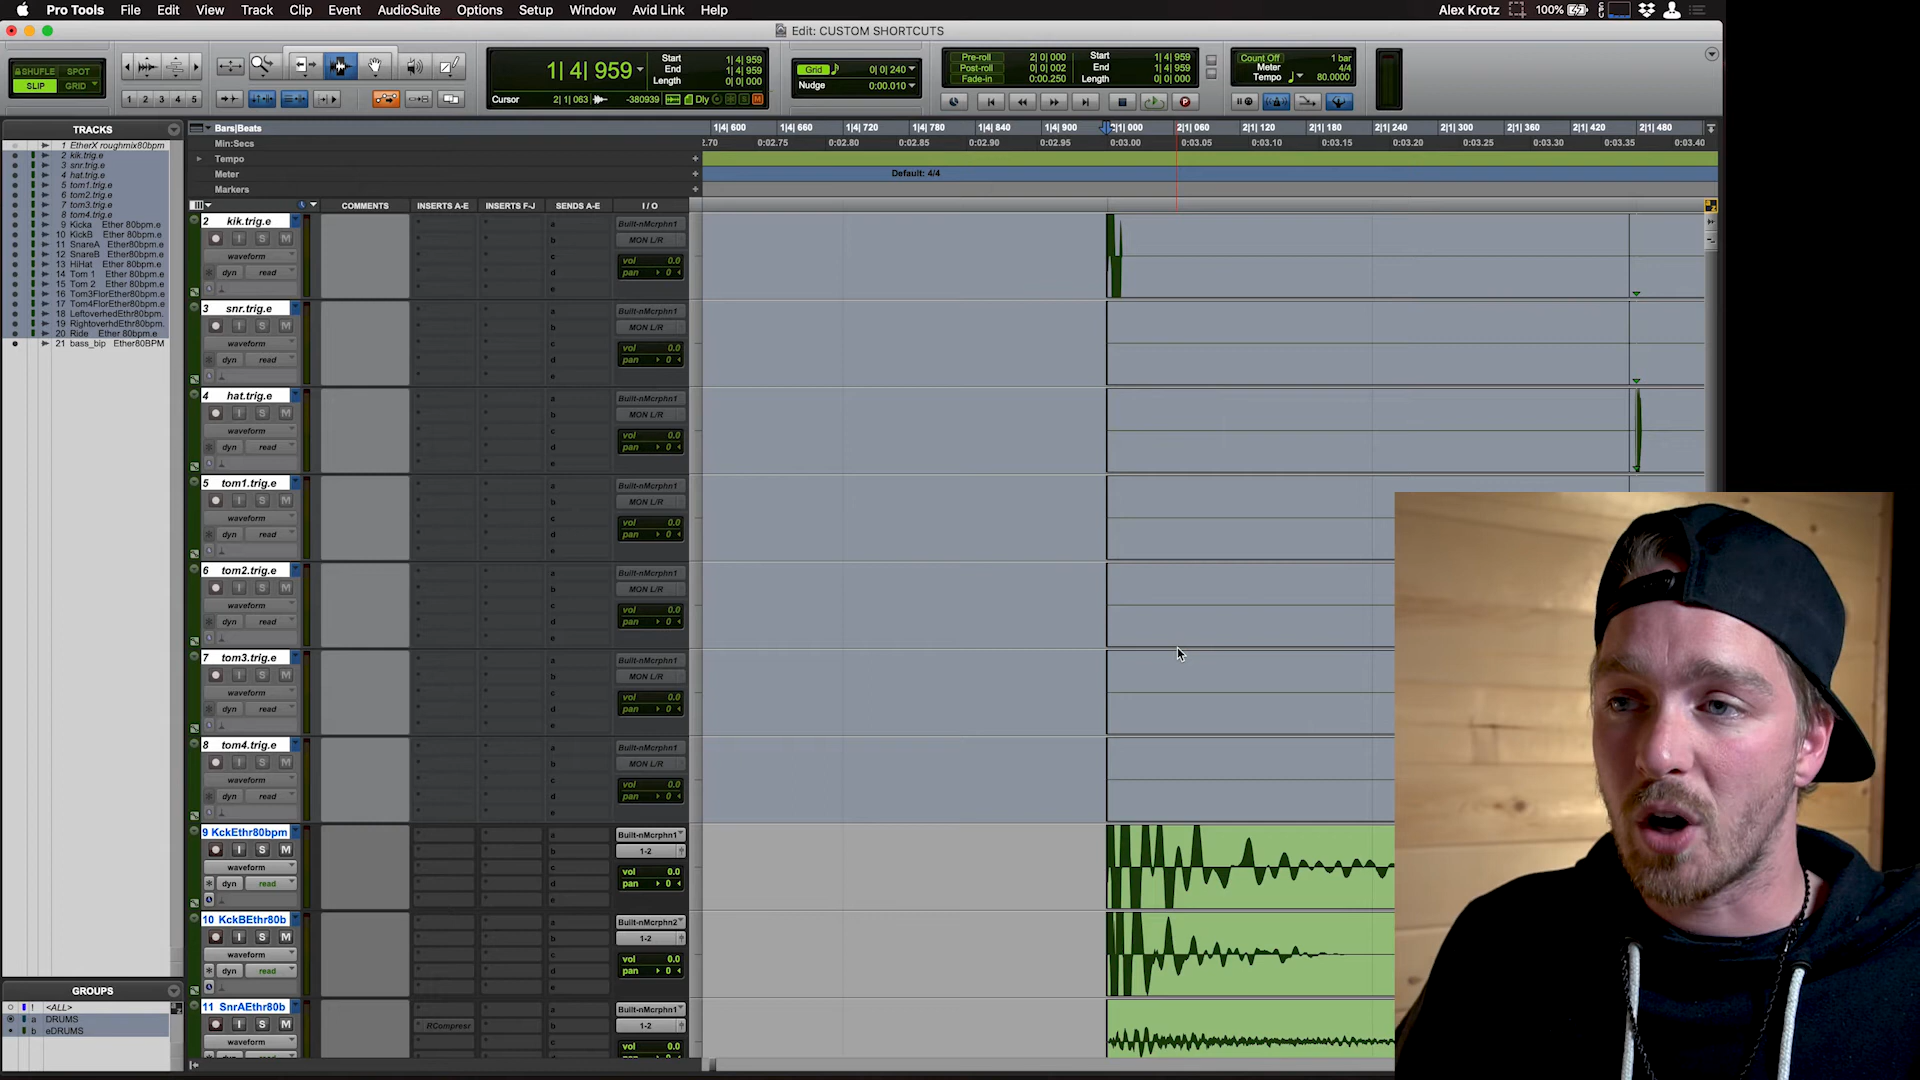 Pro Tools File Edit View Track Clip Event AudioSuite Options Setup Window Avid Link Help Alex Krotz 100%
Edit: CUSTOM SHORTCUTS
SHUFFLE SPOT
SLIP GRID
1 2 3 4 5
1| 4| 959
Start 1| 4| 959
End 1| 4| 959
Length 0| 0| 000
Cursor 2| 1| 063 -380939 Dly
Grid 0| 0| 240
Nudge 0:00.010
Pre-roll 2| 0| 000
Post-roll 0| 0| 002
Fade-in 0:00.250
Start 1| 4| 959
End 1| 4| 959
Length 0| 0| 000
Count Off 1 bar
Meter 4/4
Tempo 80.0000
TRACKS
1 EtherX roughmix80bpm
2 kik.trig.e
3 snr.trig.e
4 hat.trig.e
5 tom1.trig.e
6 tom2.trig.e
7 tom3.trig.e
8 tom4.trig.e
9 Kicka Ether 80bpm.e
10 KickB Ether 80bpm.e
11 SnareA Ether80bpm.e
12 SnareB Ether80bpm.e
13 HiHat Ether 80bpm.e
14 Tom 1 Ether 80bpm.e
15 Tom 2 Ether 80bpm.e
16 Tom3FlorEther80bpm.e
17 Tom4FlorEther80bpm.e
18 LeftoverhedEthr80bpm.
19 RightoverhdEthr80bpm.
20 Ride Ether 80bpm.e
21 bass_bip Ether80BPM
GROUPS
! <ALL>
a DRUMS
b eDRUMS
Bars|Beats 1|4| 600 1|4| 660 1|4| 720 1|4| 780 1|4| 840 1|4| 900 2|1| 000 2|1| 060 2|1| 120 2|1| 180 2|1| 240 2|1| 300 2|1| 360 2|1| 420 2|1| 480
Min:Secs 2.70 0:02.75 0:02.80 0:02.85 0:02.90 0:02.95 0:03.00 0:03.05 0:03.10 0:03.15 0:03.20 0:03.25 0:03.30 0:03.35 0:03.40
Tempo
Meter Default: 4/4
Markers
COMMENTS INSERTS A-E INSERTS F-J SENDS A-E I / O
2 kik.trig.e a Built-nMcrphn1
I S M b MON L/R
waveform c vol 0.0
dyn read d pan 0
e
3 snr.trig.e a Built-nMcrphn1
I S M b MON L/R
waveform c vol 0.0
dyn read d pan 0
e
4 hat.trig.e a Built-nMcrphn1
I S M b MON L/R
waveform c vol 0.0
dyn read d pan 0
e
5 tom1.trig.e a Built-nMcrphn1
I S M b MON L/R
waveform c vol 0.0
dyn read d pan 0
e
6 tom2.trig.e a Built-nMcrphn1
I S M b MON L/R
waveform c vol 0.0
dyn read d pan 0
e
7 tom3.trig.e a Built-nMcrphn1
I S M b MON L/R
waveform c vol 0.0
dyn read d pan 0
e
8 tom4.trig.e a Built-nMcrphn1
I S M b MON L/R
waveform c vol 0.0
dyn read d pan 0
e
9 KckEthr80bpm a Built-nMcrphn1
I S M b 1-2
waveform c vol 0.0
dyn read d pan 0
e
10 KckBEthr80b a Built-nMcrphn2
I S M b 1-2
waveform c vol 0.0
dyn read d pan 0
e
11 SnrAEthr80b a Built-nMcrphn1
I S M RCompresr b 1-2
waveform c vol 0.0